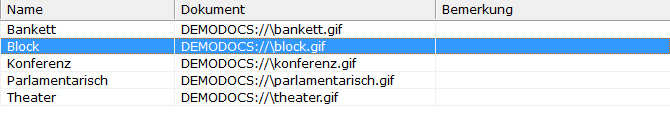 Name Dokument Bemerkung
Bankett DEMODOCS://\bankett.gif
Block DEMODOCS://\block.gif
Konferenz DEMODOCS://\konferenz.gif
Parlamentarisch DEMODOCS://\parlamentarisch.gif
Theater DEMODOCS://\theater.gif